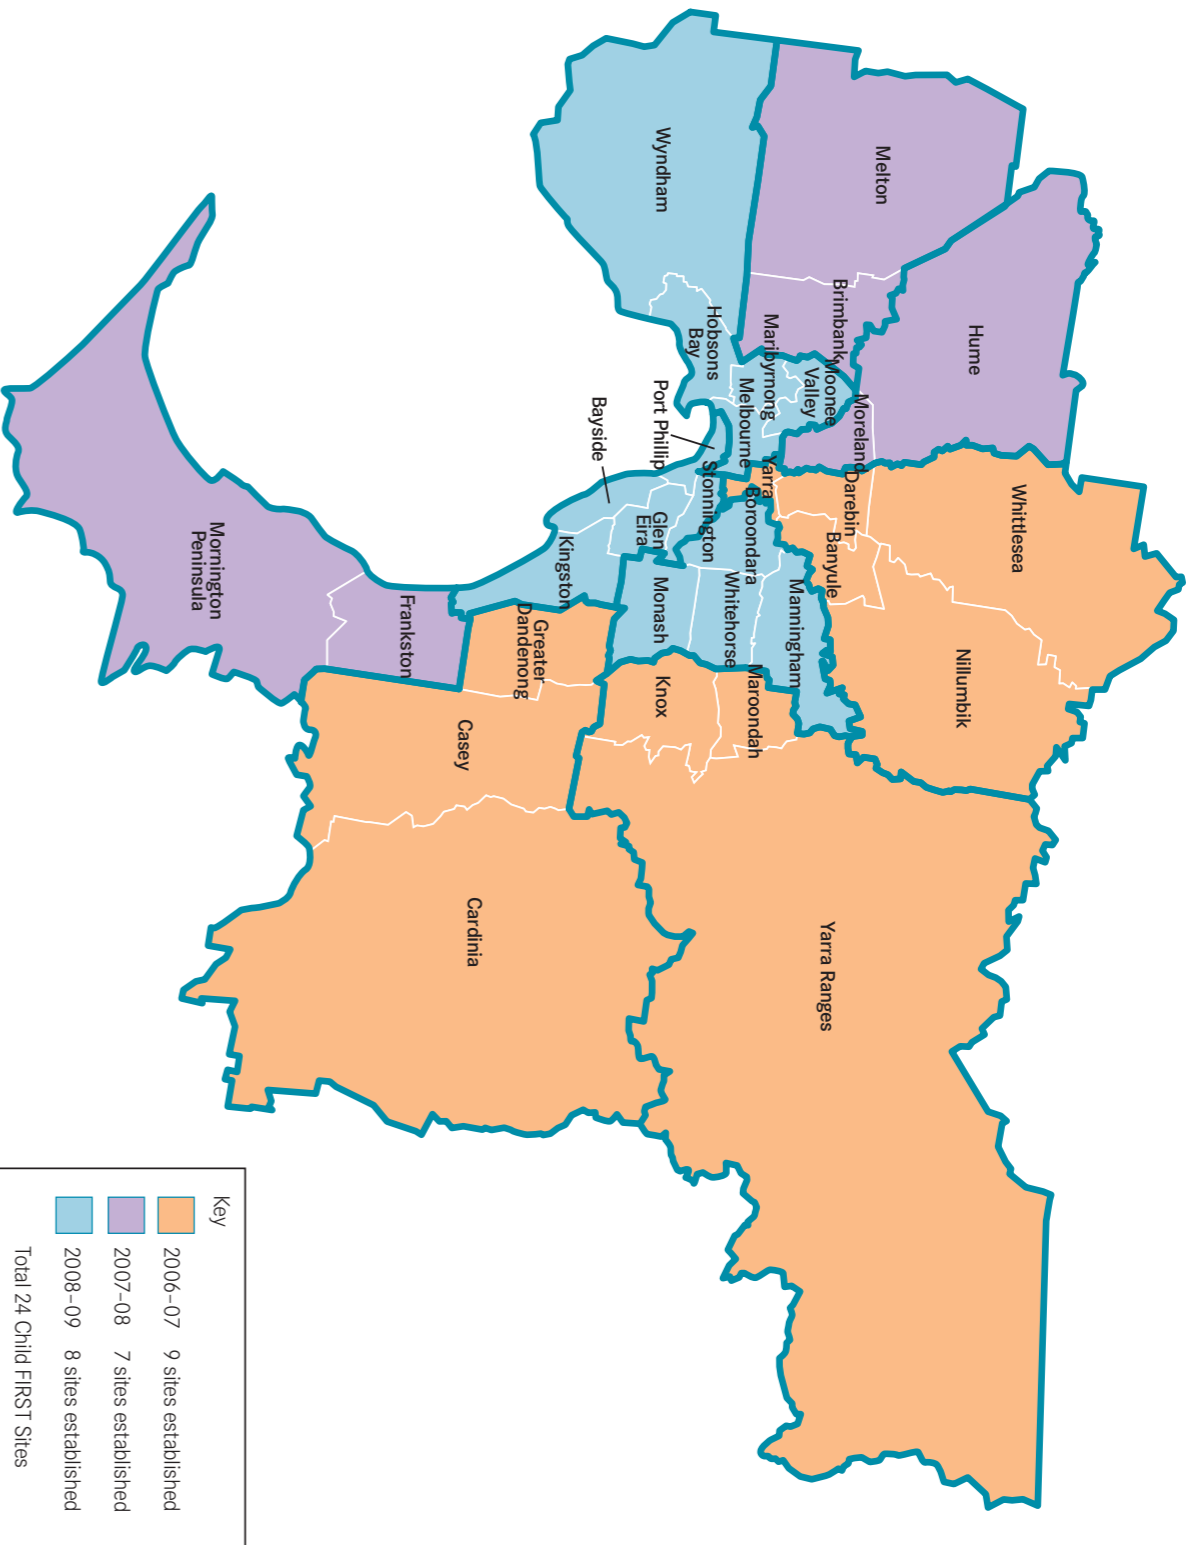 Whittlesea
Hume
Nillumbik
Melton
Moreland
Darebin
Banyule
Brimbank
Moonee
Valley
Yarra Ranges
Manningham
Maribyrnong
Yarra
Melbourne
Boroondara
Maroondah
Whitehorse
Hobsons
Bay
Stonnington
Wyndham
Port Phillip
Glen
Eira
Monash
Knox
Bayside
Kingston
Greater
Dandenong
Casey
Cardinia
Frankston
Mornington
Peninsula
Key
2006–07 9 sites established
2007–08 7 sites established
2008–09 8 sites established
Total 24 Child FIRST Sites